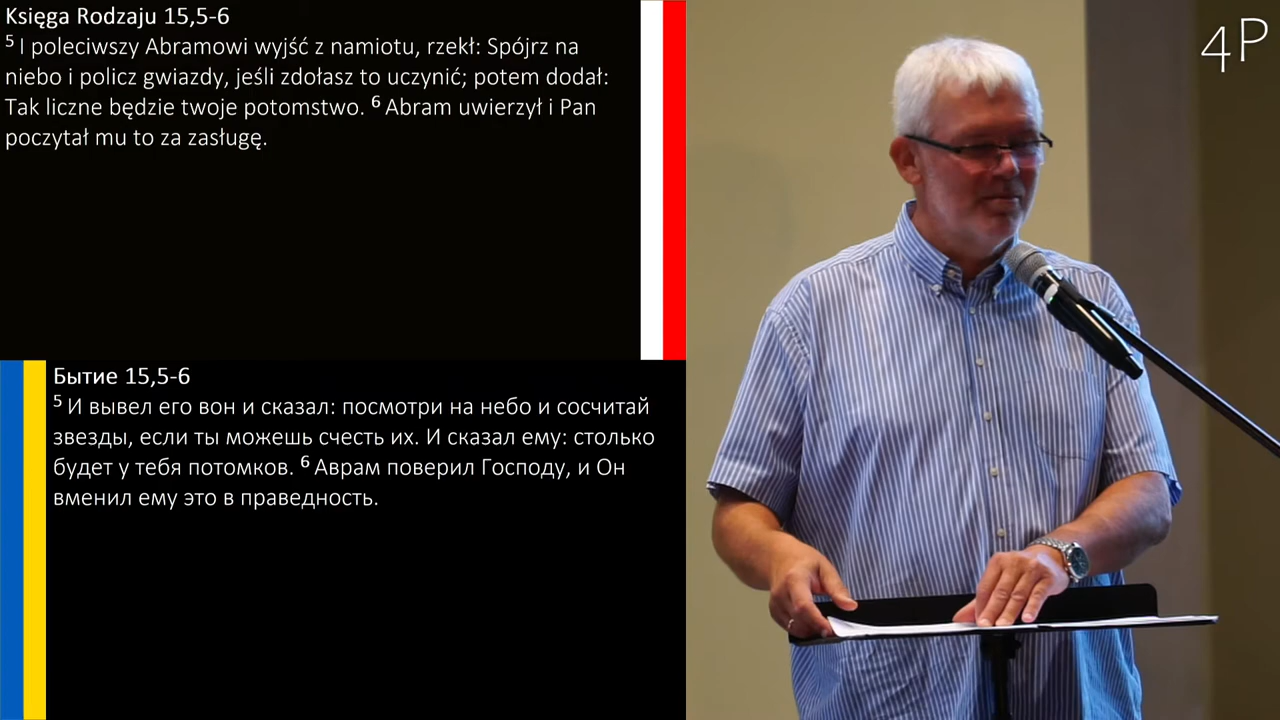 Księga Rodzaju 15,5-6
5 I poleciwszy Abramowi wyjść z namiotu, rzekł: Spójrz na
niebo i policz gwiazdy, jeśli zdołasz to uczynić; potem dodał:
Tak liczne będzie twoje potomstwo. 6 Abram uwierzył i Pan
poczytał mu to za zasługę.
Бытие 15,5-6
5 И вывел его вон и сказал: посмотри на небо и сосчитай
звезды, если ты можешь счесть их. И сказал ему: столько
будет у тебя потомков. 6 Аврам поверил Господу, и Он
вменил ему это в праведность.
4P